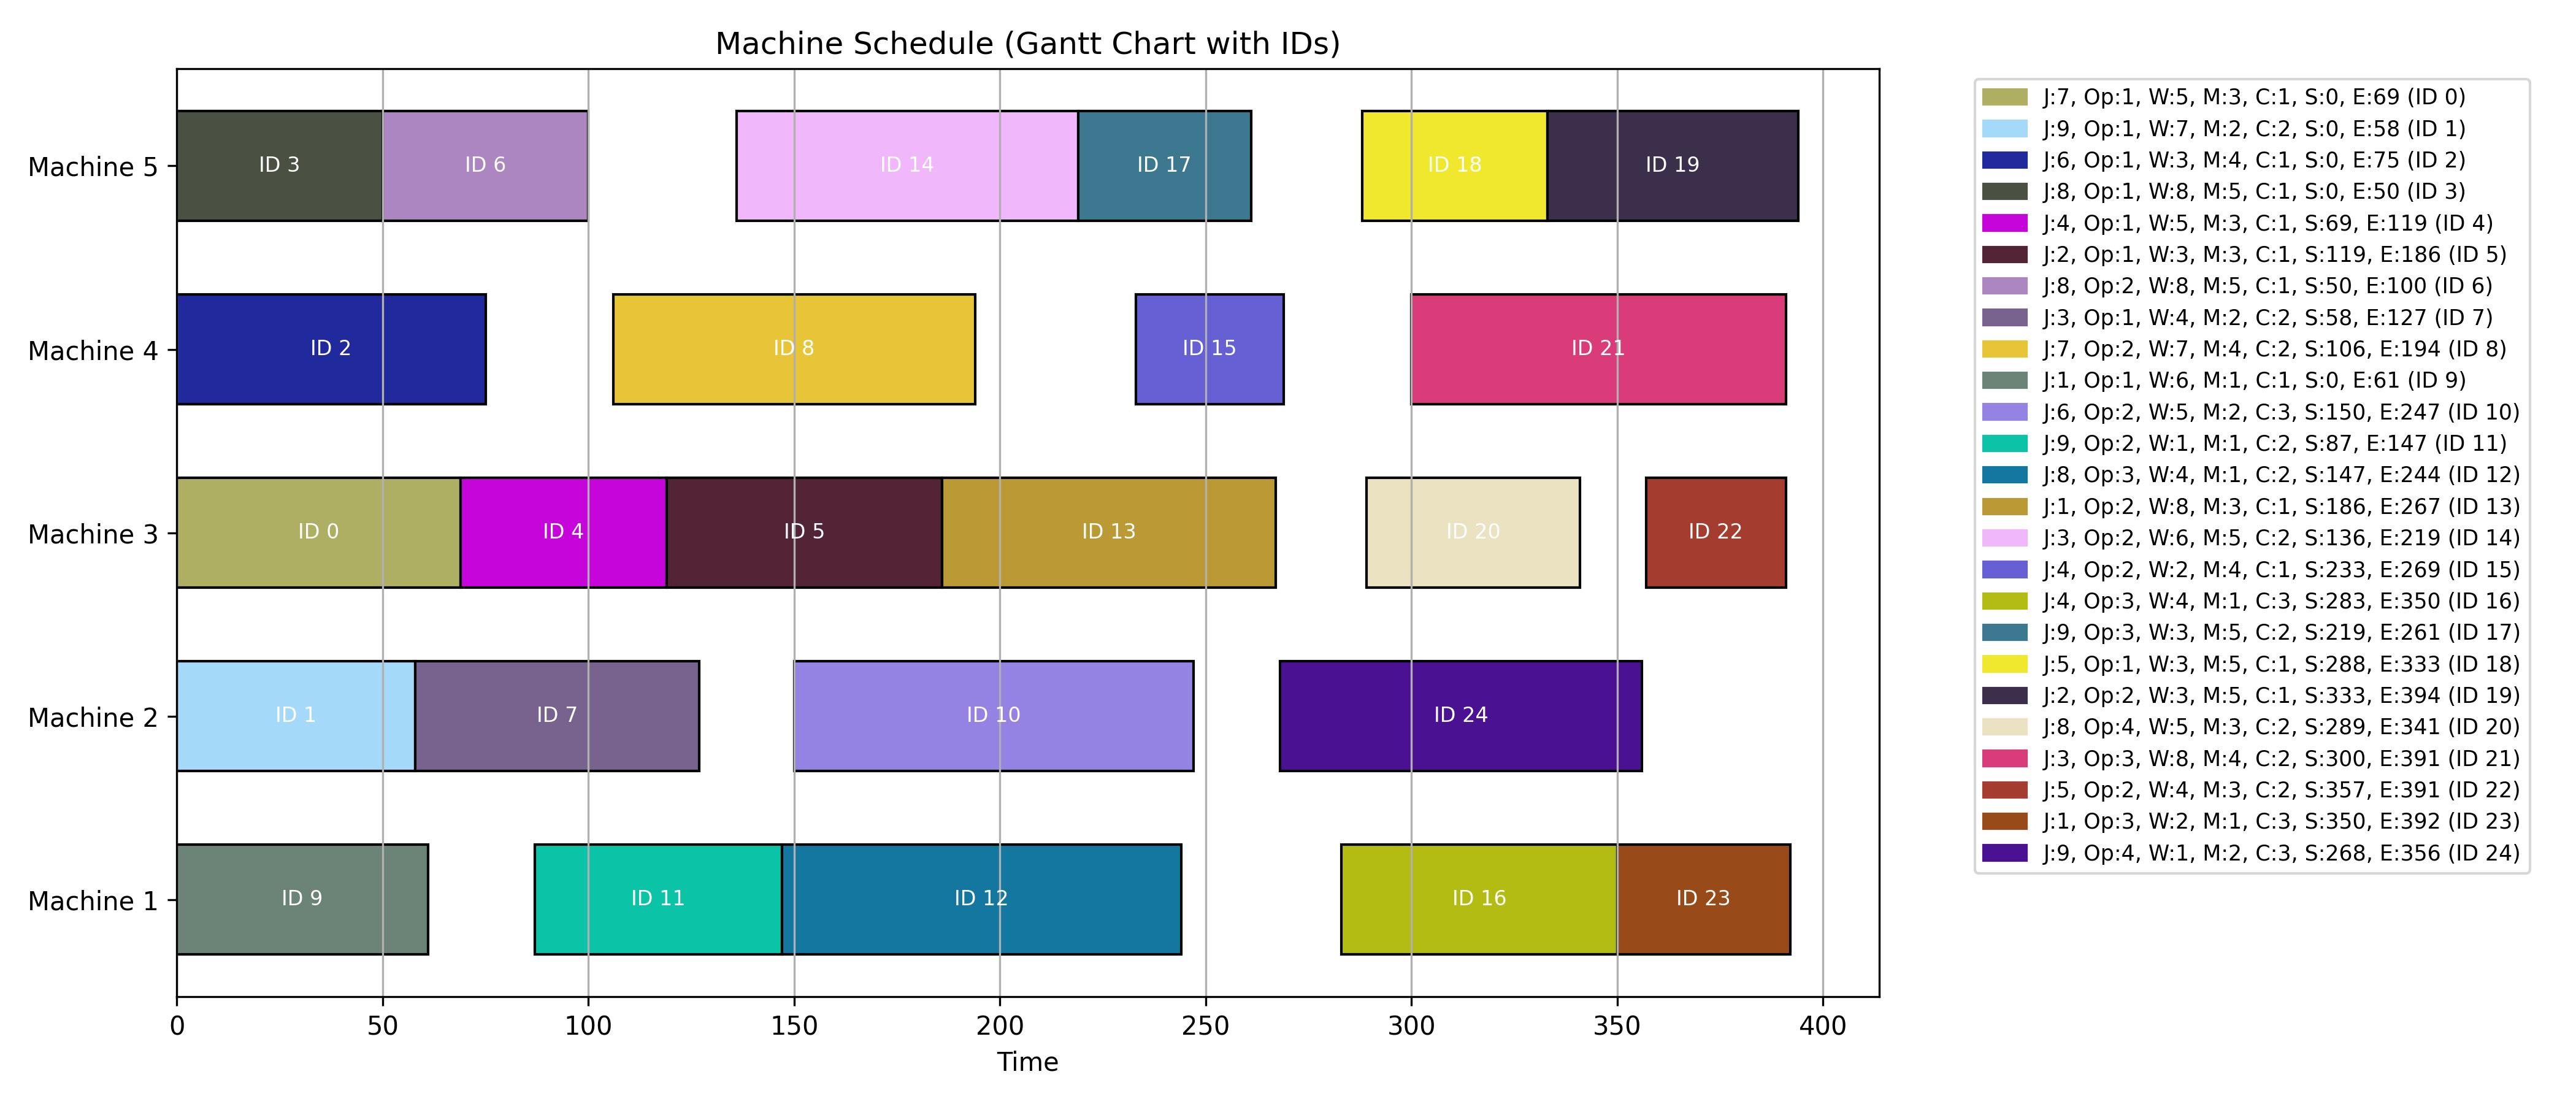 Machine Schedule (Gantt Chart with IDs)
Machine 5
ID 3
ID 6
ID 14
ID 17
ID 18
ID 19
Machine 4
ID 2
ID 8
ID 15
ID 21
Machine 3
ID 0
ID 4
ID 5
ID 13
ID 20
ID 22
Machine 2
ID 1
ID 7
ID 10
ID 24
Machine 1
ID 9
ID 11
ID 12
ID 16
ID 23
0 50 100 150 200 250 300 350 400
Time
J:7, Op:1, W:5, M:3, C:1, S:0, E:69 (ID 0)
J:9, Op:1, W:7, M:2, C:2, S:0, E:58 (ID 1)
J:6, Op:1, W:3, M:4, C:1, S:0, E:75 (ID 2)
J:8, Op:1, W:8, M:5, C:1, S:0, E:50 (ID 3)
J:4, Op:1, W:5, M:3, C:1, S:69, E:119 (ID 4)
J:2, Op:1, W:3, M:3, C:1, S:119, E:186 (ID 5)
J:8, Op:2, W:8, M:5, C:1, S:50, E:100 (ID 6)
J:3, Op:1, W:4, M:2, C:2, S:58, E:127 (ID 7)
J:7, Op:2, W:7, M:4, C:2, S:106, E:194 (ID 8)
J:1, Op:1, W:6, M:1, C:1, S:0, E:61 (ID 9)
J:6, Op:2, W:5, M:2, C:3, S:150, E:247 (ID 10)
J:9, Op:2, W:1, M:1, C:2, S:87, E:147 (ID 11)
J:8, Op:3, W:4, M:1, C:2, S:147, E:244 (ID 12)
J:1, Op:2, W:8, M:3, C:1, S:186, E:267 (ID 13)
J:3, Op:2, W:6, M:5, C:2, S:136, E:219 (ID 14)
J:4, Op:2, W:2, M:4, C:1, S:233, E:269 (ID 15)
J:4, Op:3, W:4, M:1, C:3, S:283, E:350 (ID 16)
J:9, Op:3, W:3, M:5, C:2, S:219, E:261 (ID 17)
J:5, Op:1, W:3, M:5, C:1, S:288, E:333 (ID 18)
J:2, Op:2, W:3, M:5, C:1, S:333, E:394 (ID 19)
J:8, Op:4, W:5, M:3, C:2, S:289, E:341 (ID 20)
J:3, Op:3, W:8, M:4, C:2, S:300, E:391 (ID 21)
J:5, Op:2, W:4, M:3, C:2, S:357, E:391 (ID 22)
J:1, Op:3, W:2, M:1, C:3, S:350, E:392 (ID 23)
J:9, Op:4, W:1, M:2, C:3, S:268, E:356 (ID 24)